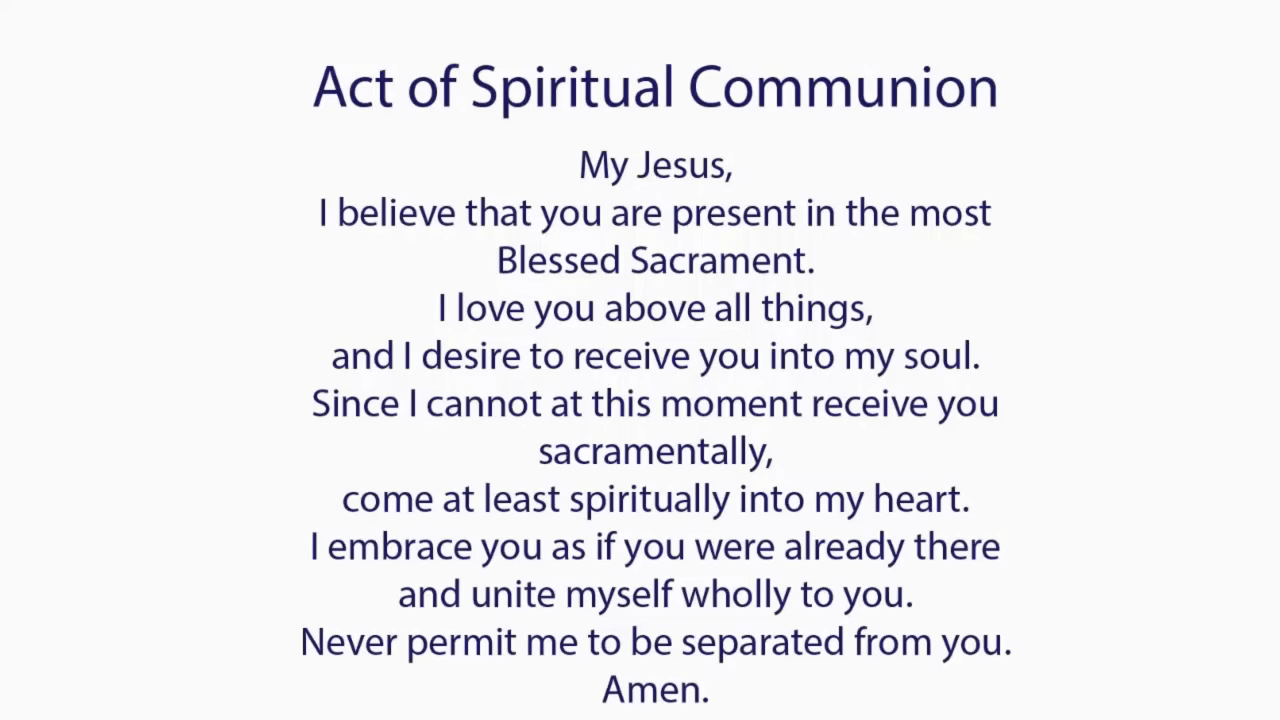 Act of Spiritual Communion
My Jesus,
I believe that you are present in the most
Blessed Sacrament.
I love you above all things,
and I desire to receive you into my soul.
Since I cannot at this moment receive you
sacramentally,
come at least spiritually into my heart.
I embrace you as if you were already there
and unite myself wholly to you.
Never permit me to be separated from you.
Amen.